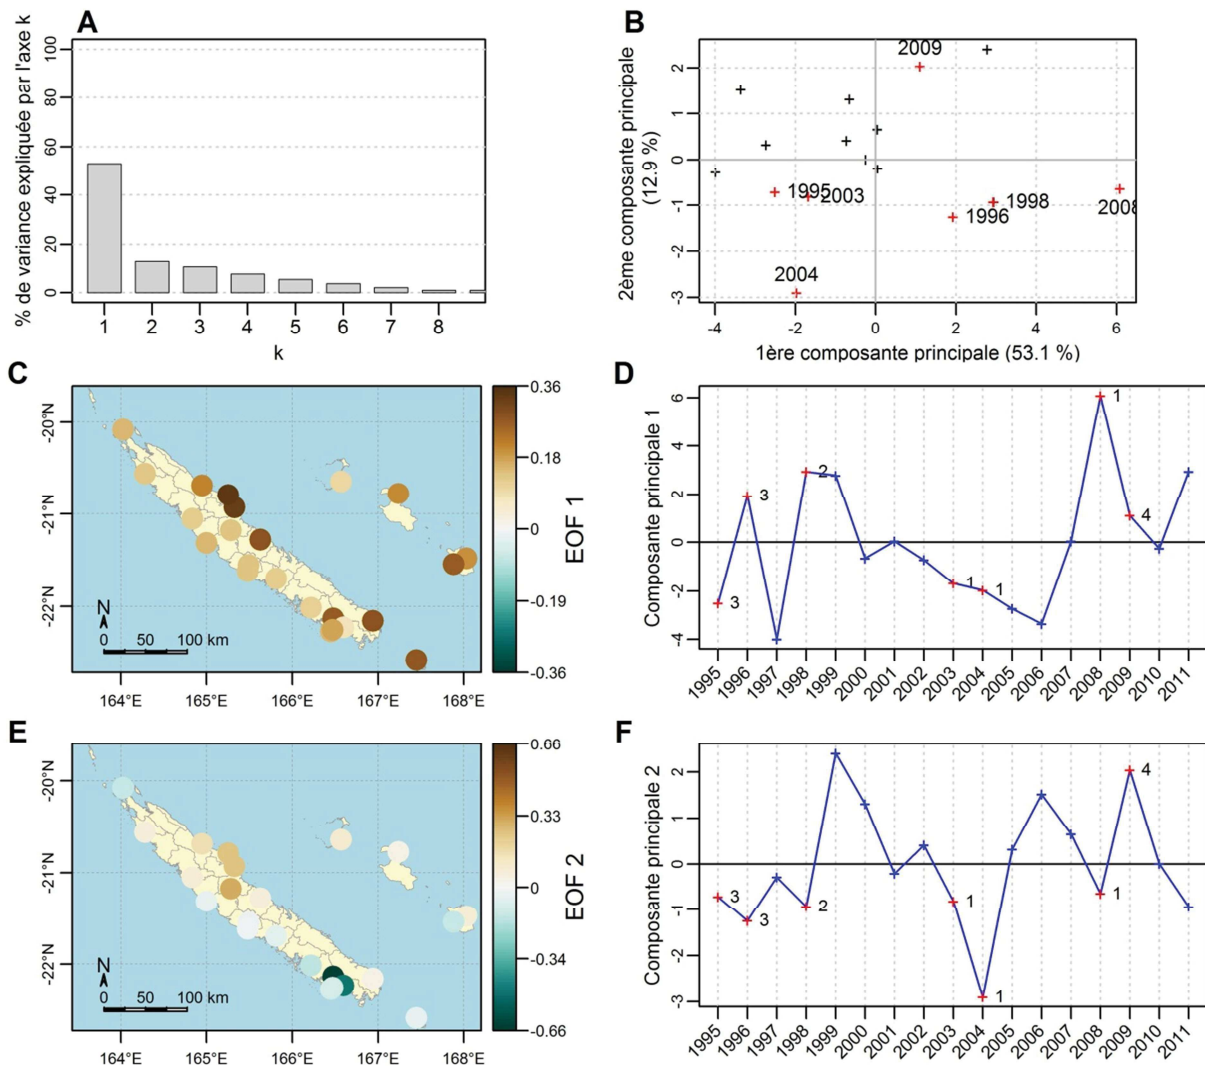 A
% de variance expliquée par l'axe k
100
80
60
40
20
0
1 2 3 4 5 6 7 8
k
B
2ème composante principale
(12.9 %)
2
1
0
-1
-2
-3
2009
1995
2003
1998
1996
2008
2004
-4 -2 0 2 4 6
1ère composante principale (53.1 %)
C
-20°N
-21°N
-22°N
N
0 50 100 km
164°E 165°E 166°E 167°E 168°E
0.36
0.18
0
-0.19
-0.36
EOF 1
D
Composante principale 1
6
4
2
0
-2
-4
3
3
2
1
1
1
4
1995 1996 1997 1998 1999 2000 2001 2002 2003 2004 2005 2006 2007 2008 2009 2010 2011
E
-20°N
-21°N
-22°N
N
0 50 100 km
164°E 165°E 166°E 167°E 168°E
0.66
0.33
0
-0.34
-0.66
EOF 2
F
Composante principale 2
2
1
0
-1
-2
-3
3
3
2
1
1
1
4
1995 1996 1997 1998 1999 2000 2001 2002 2003 2004 2005 2006 2007 2008 2009 2010 2011